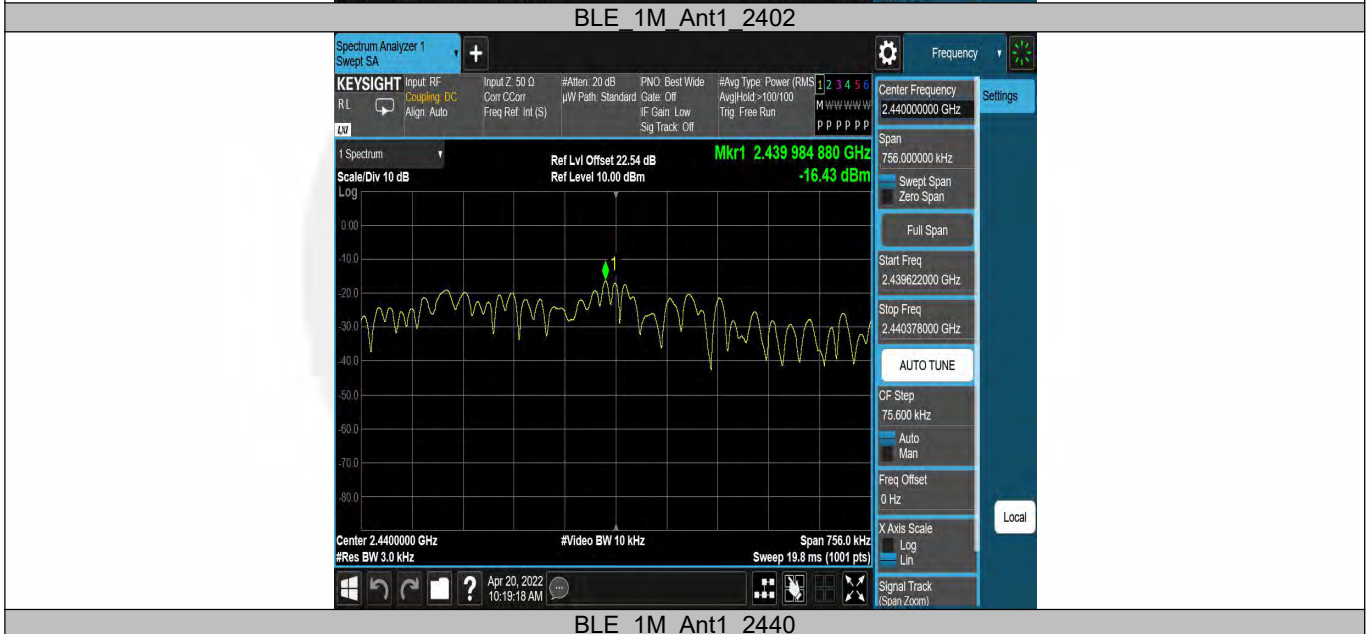 BLE_1M_Ant1_2402
Spectrum Analyzer 1
Swept SA
+
Frequency
KEYSIGHT
R L
LXI
Input: RF
Coupling: DC
Align: Auto
Input Z: 50 Ω
Corr CCorr
Freq Ref: Int (S)
#Atten: 20 dB
µW Path: Standard
PNO: Best Wide
Gate: Off
IF Gain: Low
Sig Track: Off
#Avg Type: Power (RMS
Avg|Hold:>100/100
Trig: Free Run
1 2 3 4 5 6
M W W W W W
P P P P P P
Center Frequency
2.440000000 GHz
Settings
Span
756.000000 kHz
Swept Span
Zero Span
Full Span
Start Freq
2.439622000 GHz
Stop Freq
2.440378000 GHz
AUTO TUNE
CF Step
75.600 kHz
Auto
Man
Freq Offset
0 Hz
X Axis Scale
Log
Lin
Local
Signal Track
(Span Zoom)
1 Spectrum
Scale/Div 10 dB
Ref Lvl Offset 22.54 dB
Ref Level 10.00 dBm
Mkr1 2.439 984 880 GHz
-16.43 dBm
Log
0.00
-10.0
-20.0
-30.0
-40.0
-50.0
-60.0
-70.0
-80.0
1
Center 2.4400000 GHz
#Res BW 3.0 kHz
#Video BW 10 kHz
Span 756.0 kHz
Sweep 19.8 ms (1001 pts)
?
Apr 20, 2022
10:19:18 AM
BLE_1M_Ant1_2440